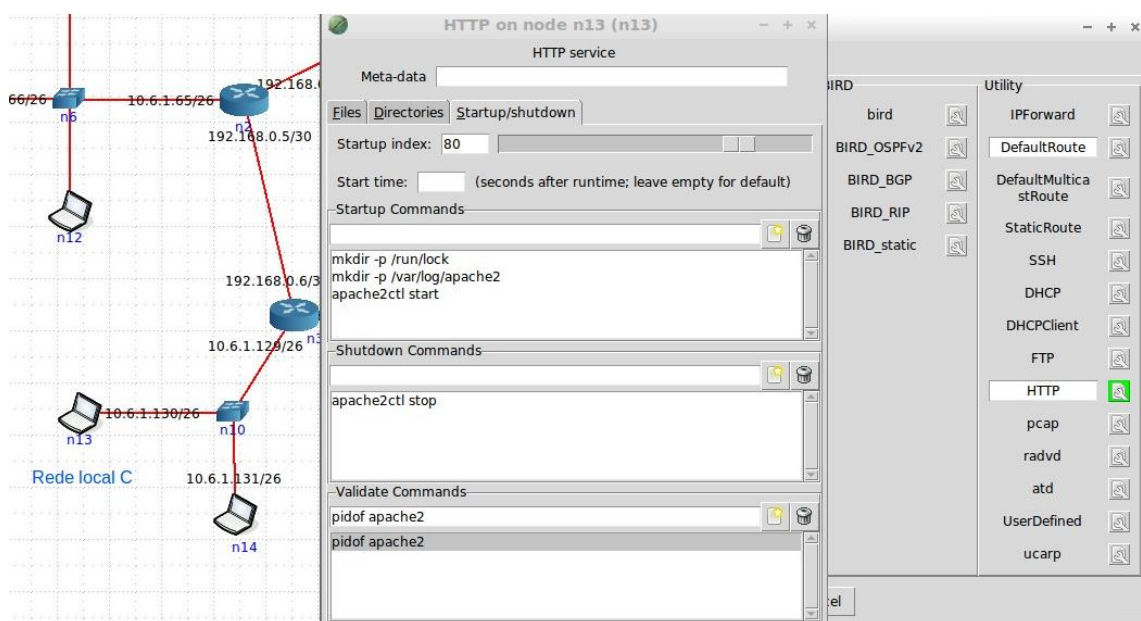 HTTP on node n13 (n13)
HTTP service
Meta-data
Files Directories Startup/shutdown
Startup index: 80
Start time: (seconds after runtime; leave empty for default)
Startup Commands
mkdir -p /run/lock
mkdir -p /var/log/apache2
apache2ctl start
Shutdown Commands
apache2ctl stop
Validate Commands
pidof apache2
pidof apache2
66/26
n6
10.6.1.65/26
192.168.
n2
192.168.0.5/30
n12
192.168.0.6/3
10.6.1.129/26
n13
10.6.1.130/26
n10
Rede local C
10.6.1.131/26
n14
BIRD
bird
BIRD_OSPFv2
BIRD_BGP
BIRD_RIP
BIRD_static
Utility
IPForward
DefaultRoute
DefaultMultica
stRoute
StaticRoute
SSH
DHCP
DHCPClient
FTP
HTTP
pcap
radvd
atd
UserDefined
ucarp
cel